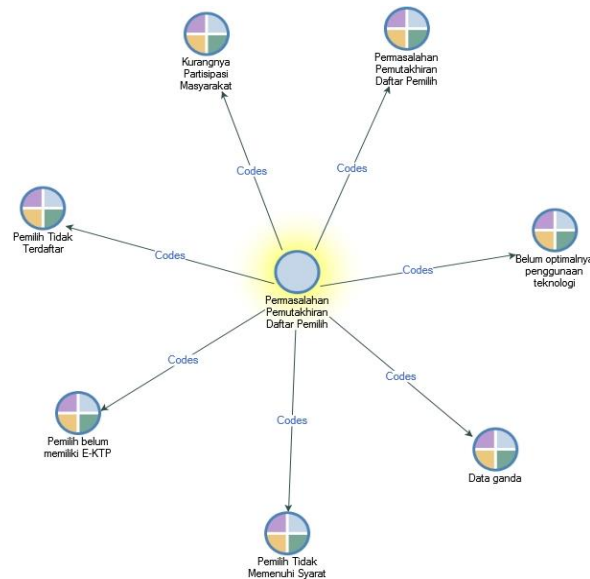 Kurangnya
Partisipasi
Masyarakat
Permasalahan
Pemutakhiran
Daftar Pemilih
Codes
Codes
Pemilih Tidak
Terdaftar
Codes
Codes
Belum optimalnya
penggunaan
teknologi
Permasalahan
Pemutakhiran
Daftar Pemilih
Codes
Codes
Codes
Pemilih belum
memiliki E-KTP
Data ganda
Pemilih Tidak
Memenuhi Syarat